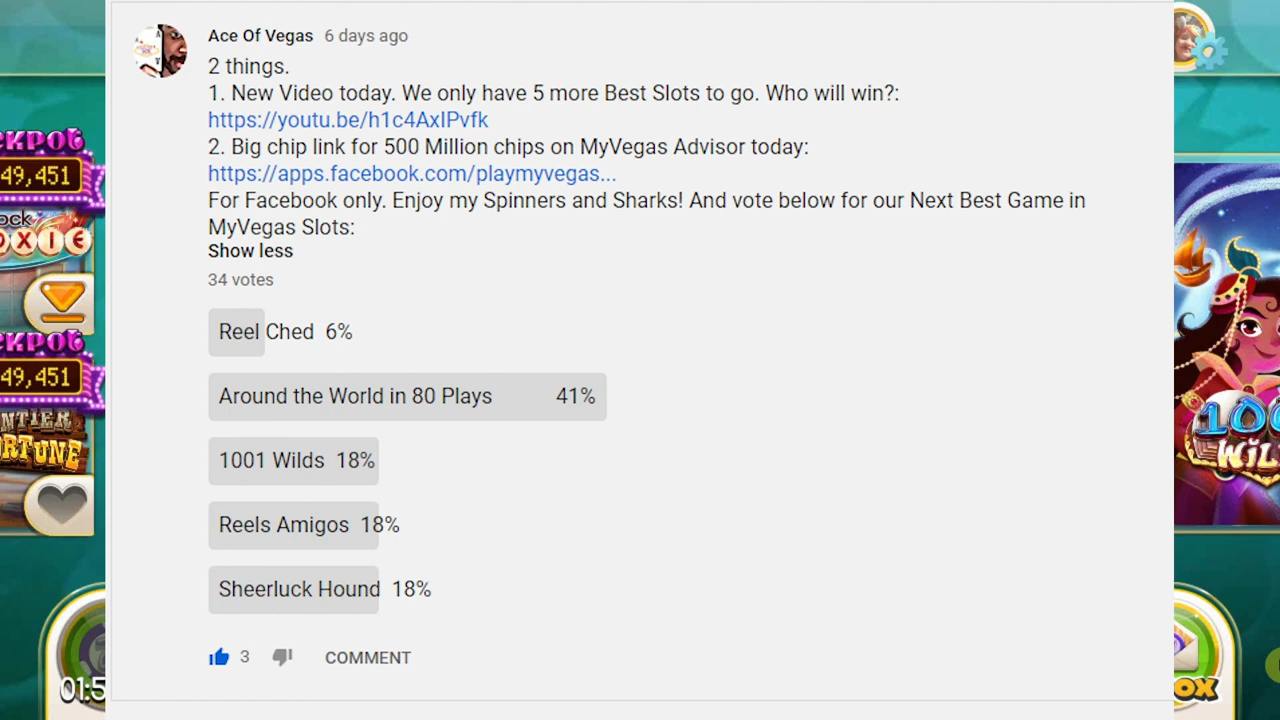 Ace Of Vegas 6 days ago
2 things.
1. New Video today. We only have 5 more Best Slots to go. Who will win?:
https://youtu.be/h1c4AxIPvfk
2. Big chip link for 500 Million chips on MyVegas Advisor today:
https://apps.facebook.com/playmyvegas...
For Facebook only. Enjoy my Spinners and Sharks! And vote below for our Next Best Game in
MyVegas Slots:
Show less
34 votes
Reel Ched 6%
Around the World in 80 Plays 41%
1001 Wilds 18%
Reels Amigos 18%
Sheerluck Hound 18%
3 COMMENT
CKPOT
49,451
ock
OXIE
CKPOT
49,451
NTIER
RTUNE
01:5
100
WIL
OX